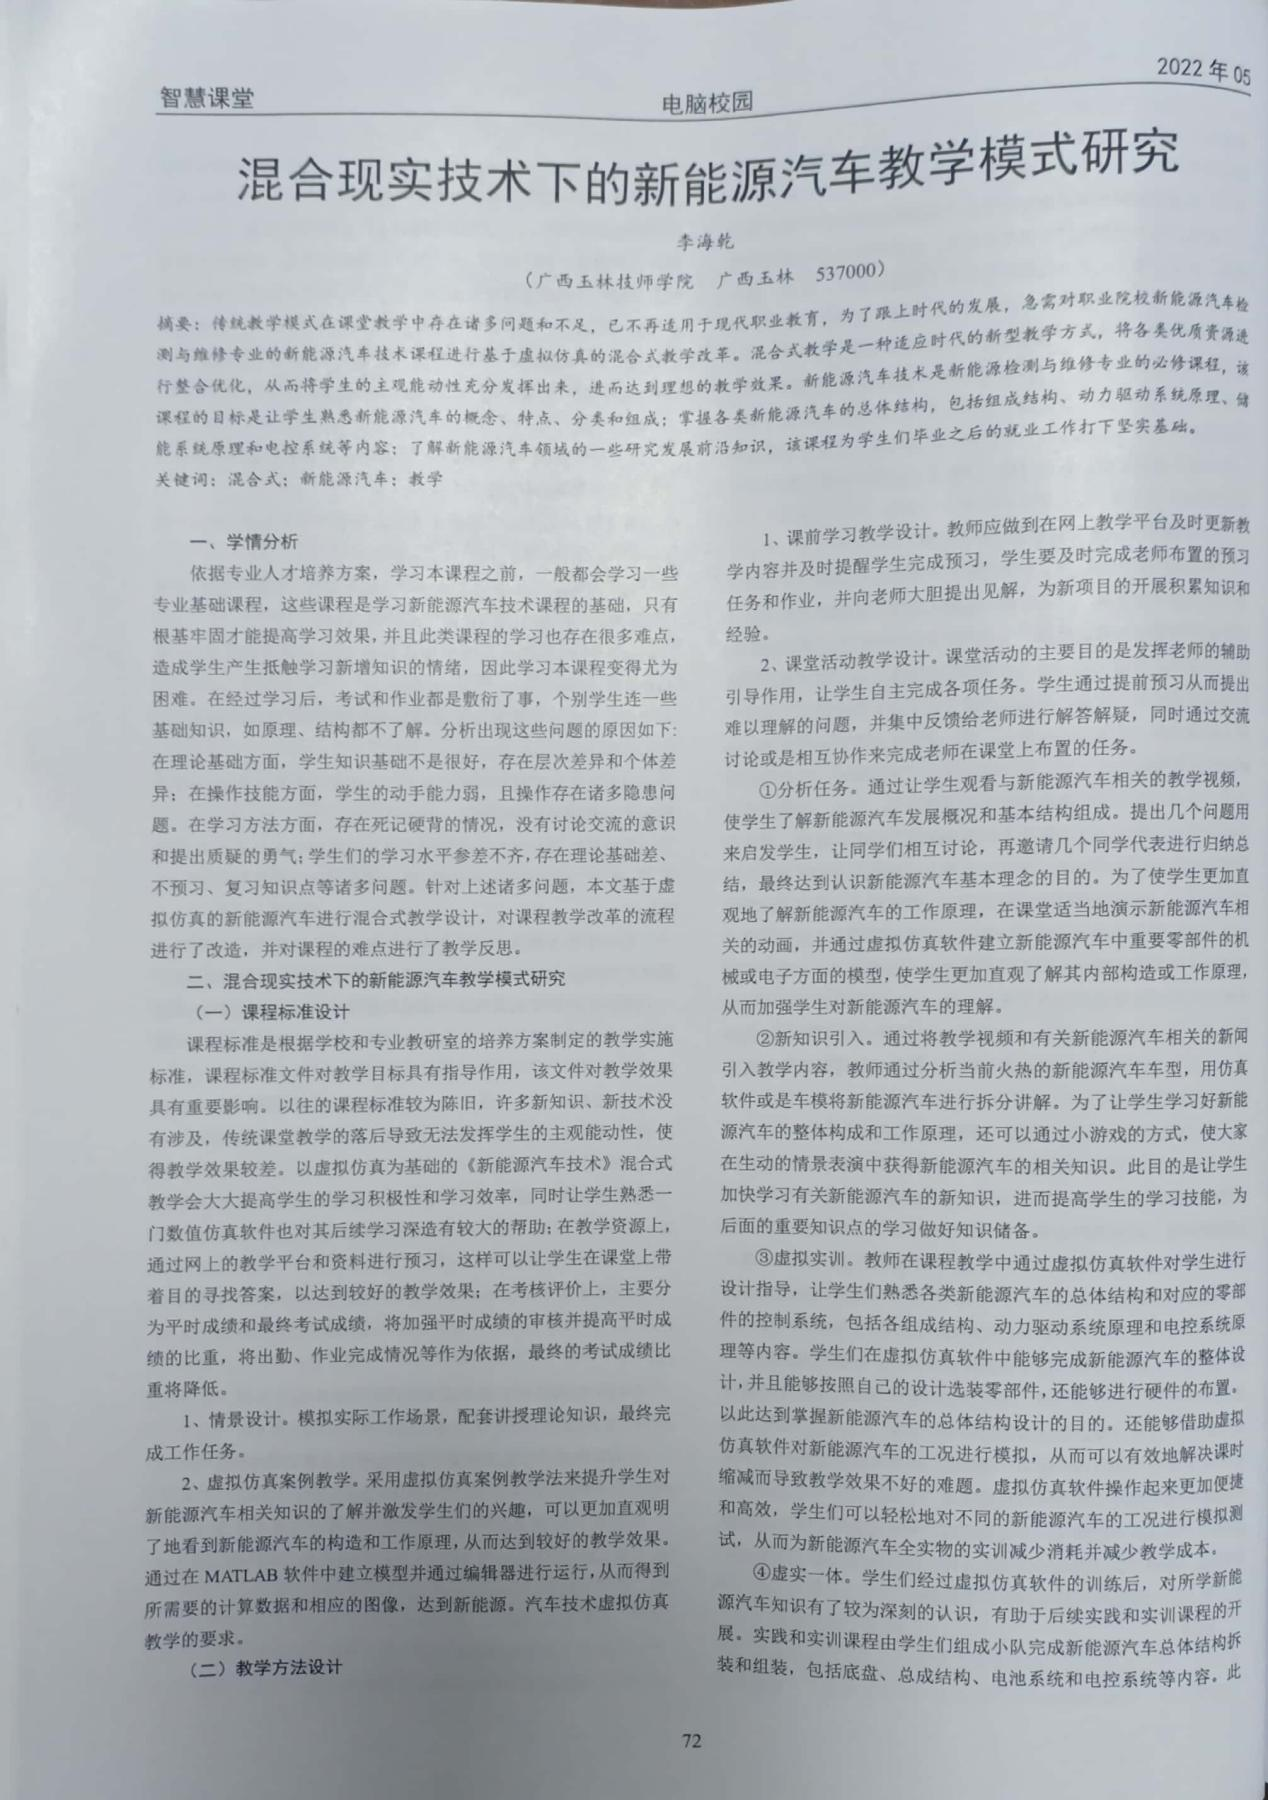 智慧课堂
电脑校园
2022年05
混合现实技术下的新能源汽车教学模式研究
李海乾
（广西玉林技师学院 广西玉林 537000）
摘要：传统教学模式在课堂教学中存在诸多问题和不足，已不再适用于现代职业教育，为了跟上时代的发展，急需对职业院校新能源汽车检
测与维修专业的新能源汽车技术课程进行基于虚拟仿真的混合式教学改革。混合式教学是一种适应时代的新型教学方式，将各类优质资源进
行整合优化，从而将学生的主观能动性充分发挥出来，进而达到理想的教学效果。新能源汽车技术是新能源检测与维修专业的必修课程，该
课程的目标是让学生熟悉新能源汽车的概念、特点、分类和组成；掌握各类新能源汽车的总体结构，包括组成结构、动力驱动系统原理、储
能系统原理和电控系统等内容；了解新能源汽车领域的一些研究发展前沿知识，该课程为学生们毕业之后的就业工作打下坚实基础。
关键词：混合式；新能源汽车；教学
一、学情分析
依据专业人才培养方案，学习本课程之前，一般都会学习一些
专业基础课程，这些课程是学习新能源汽车技术课程的基础，只有
根基牢固才能提高学习效果，并且此类课程的学习也存在很多难点，
造成学生产生抵触学习新增知识的情绪，因此学习本课程变得尤为
困难。在经过学习后，考试和作业都是敷衍了事，个别学生连一些
基础知识，如原理、结构都不了解。分析出现这些问题的原因如下：
在理论基础方面，学生知识基础不是很好，存在层次差异和个体差
异；在操作技能方面，学生的动手能力弱，且操作存在诸多隐患问
题。在学习方法方面，存在死记硬背的情况，没有讨论交流的意识
和提出质疑的勇气；学生们的学习水平参差不齐，存在理论基础差、
不预习、复习知识点等诸多问题。针对上述诸多问题，本文基于虚
拟仿真的新能源汽车进行混合式教学设计，对课程教学改革的流程
进行了改造，并对课程的难点进行了教学反思。
二、混合现实技术下的新能源汽车教学模式研究
（一）课程标准设计
课程标准是根据学校和专业教研室的培养方案制定的教学实施
标准，课程标准文件对教学目标具有指导作用，该文件对教学效果
具有重要影响。以往的课程标准较为陈旧，许多新知识、新技术没
有涉及，传统课堂教学的落后导致无法发挥学生的主观能动性，使
得教学效果较差。以虚拟仿真为基础的《新能源汽车技术》混合式
教学会大大提高学生的学习积极性和学习效率，同时让学生熟悉一
门数值仿真软件也对其后续学习深造有较大的帮助；在教学资源上，
通过网上的教学平台和资料进行预习，这样可以让学生在课堂上带
着目的寻找答案，以达到较好的教学效果；在考核评价上，主要分
为平时成绩和最终考试成绩，将加强平时成绩的审核并提高平时成
绩的比重，将出勤、作业完成情况等作为依据，最终的考试成绩比
重将降低。
1、情景设计。模拟实际工作场景，配套讲授理论知识，最终完
成工作任务。
2、虚拟仿真案例教学。采用虚拟仿真案例教学法来提升学生对
新能源汽车相关知识的了解并激发学生们的兴趣，可以更加直观明
了地看到新能源汽车的构造和工作原理，从而达到较好的教学效果。
通过在 MATLAB 软件中建立模型并通过编辑器进行运行，从而得到
所需要的计算数据和相应的图像，达到新能源。汽车技术虚拟仿真
教学的要求。
（二）教学方法设计
1、课前学习教学设计。教师应做到在网上教学平台及时更新教
学内容并及时提醒学生完成预习，学生要及时完成老师布置的预习
任务和作业，并向老师大胆提出见解，为新项目的开展积累知识和
经验。
2、课堂活动教学设计。课堂活动的主要目的是发挥老师的辅助
引导作用，让学生自主完成各项任务。学生通过提前预习从而提出
难以理解的问题，并集中反馈给老师进行解答解疑，同时通过交流
讨论或是相互协作来完成老师在课堂上布置的任务。
①分析任务。通过让学生观看与新能源汽车相关的教学视频，
使学生了解新能源汽车发展概况和基本结构组成。提出几个问题用
来启发学生，让同学们相互讨论，再邀请几个同学代表进行归纳总
结，最终达到认识新能源汽车基本理念的目的。为了使学生更加直
观地了解新能源汽车的工作原理，在课堂适当地演示新能源汽车相
关的动画，并通过虚拟仿真软件建立新能源汽车中重要零部件的机
械或电子方面的模型，使学生更加直观了解其内部构造或工作原理，
从而加强学生对新能源汽车的理解。
②新知识引入。通过将教学视频和有关新能源汽车相关的新闻
引入教学内容，教师通过分析当前火热的新能源汽车车型，用仿真
软件或是车模将新能源汽车进行拆分讲解。为了让学生学习好新能
源汽车的整体构成和工作原理，还可以通过小游戏的方式，使大家
在生动的情景表演中获得新能源汽车的相关知识。此目的是让学生
加快学习有关新能源汽车的新知识，进而提高学生的学习技能，为
后面的重要知识点的学习做好知识储备。
③虚拟实训。教师在课程教学中通过虚拟仿真软件对学生进行
设计指导，让学生们熟悉各类新能源汽车的总体结构和对应的零部
件的控制系统，包括各组成结构、动力驱动系统原理和电控系统原
理等内容。学生们在虚拟仿真软件中能够完成新能源汽车的整体设
计，并且能够按照自己的设计选装零部件，还能够进行硬件的布置。
以此达到掌握新能源汽车的总体结构设计的目的。还能够借助虚拟
仿真软件对新能源汽车的工况进行模拟，从而可以有效地解决课时
缩减而导致教学效果不好的难题。虚拟仿真软件操作起来更加便捷
和高效，学生们可以轻松地对不同的新能源汽车的工况进行模拟测
试，从而为新能源汽车全实物的实训减少消耗并减少教学成本。
④虚实一体。学生们经过虚拟仿真软件的训练后，对所学新能
源汽车知识有了较为深刻的认识，有助于后续实践和实训课程的开
展。实践和实训课程由学生们组成小队完成新能源汽车总体结构拆
装和组装，包括底盘、总成结构、电池系统和电控系统等内容。此
72